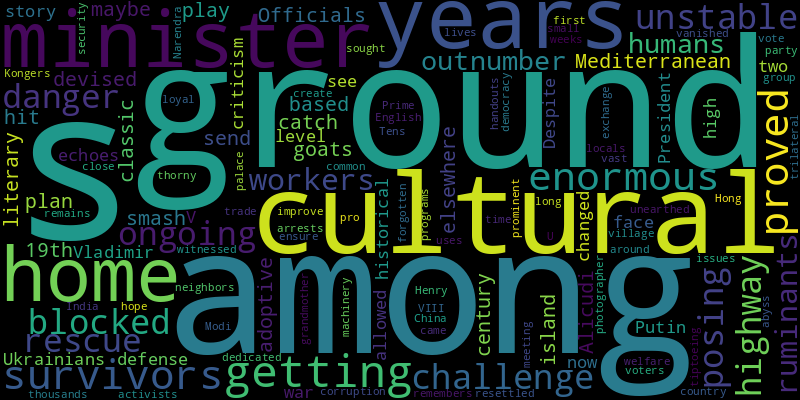 story
maybe
play
Officials
years
first
small
weeks
lives
vanished
vote
party
unstable
minister
security
Narendra
sought
criticism
humans
outnumber
Mediterranean
two
group
Kongers
devised
danger
hit
classic
loyal
send
based
see
catch
level
goats
create
Prime
English
Tens
handouts
democracy
Despite
exchange
locals
vast
President
high
proved
trilateral
s
ground
literary
echoes
close
plan
remains
thorny
palace
common
workers
elsewhere
enormous
smash
V
trade
improve
arrests
ensure
pro
cultural
forgotten
programs
uses
time
prominent
long
changed
U
unearthed
face
village
around
Hong
19th
Vladimir
ongoing
witnessed
historical
home
neighbors
adoptive
among
grandmother
machinery
allowed
Henry
VIII
China
came
century
meeting
island
Alicudi
now
photographer
Putin
issues
posing
highway
abyss
ruminants
India
hope
Modi
blocked
rescue
Ukrainians
defense
dedicated
survivors
getting
challenge
welfare
voters
tiptoeing
thousands
activists
war
corruption
remembers
resettled
country